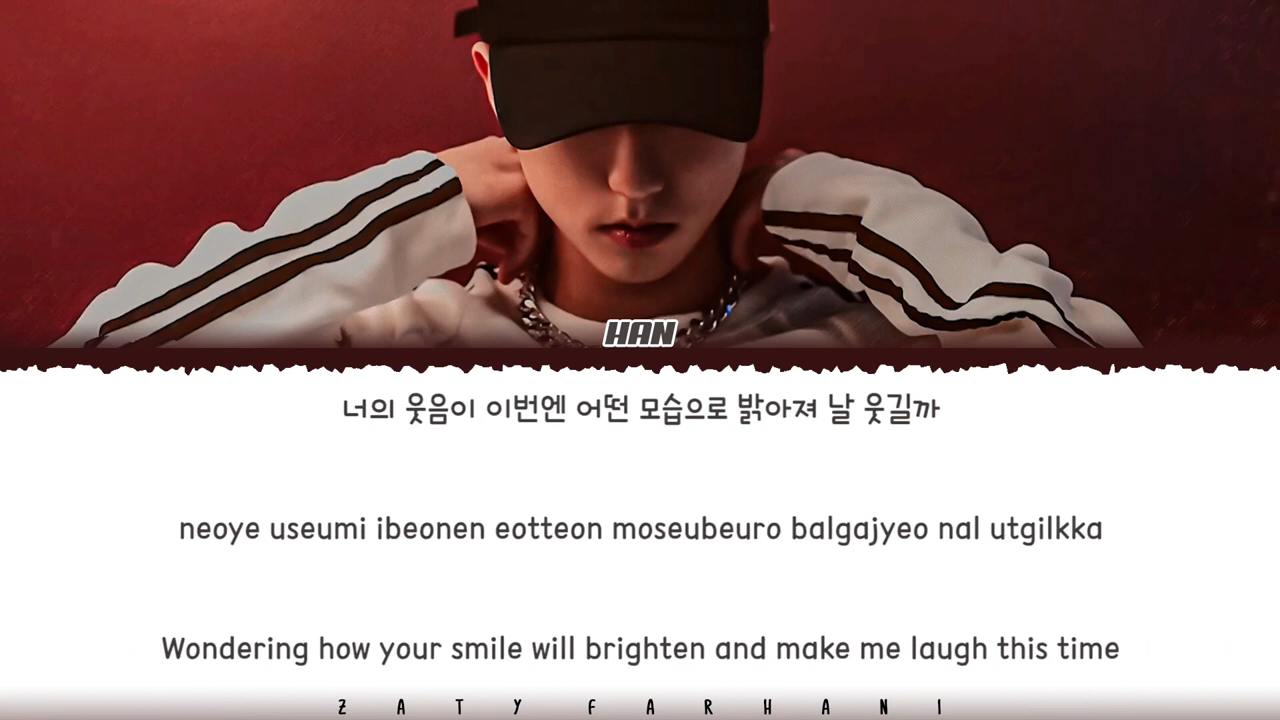 HAN
너의 웃음이 이번엔 어떤 모습으로 밝아져 날 웃길까
neoye useumi ibeonen eotteon moseubeuro balgajyeo nal utgilkka
Wondering how your smile will brighten and make me laugh this time
ZATY FARHANI